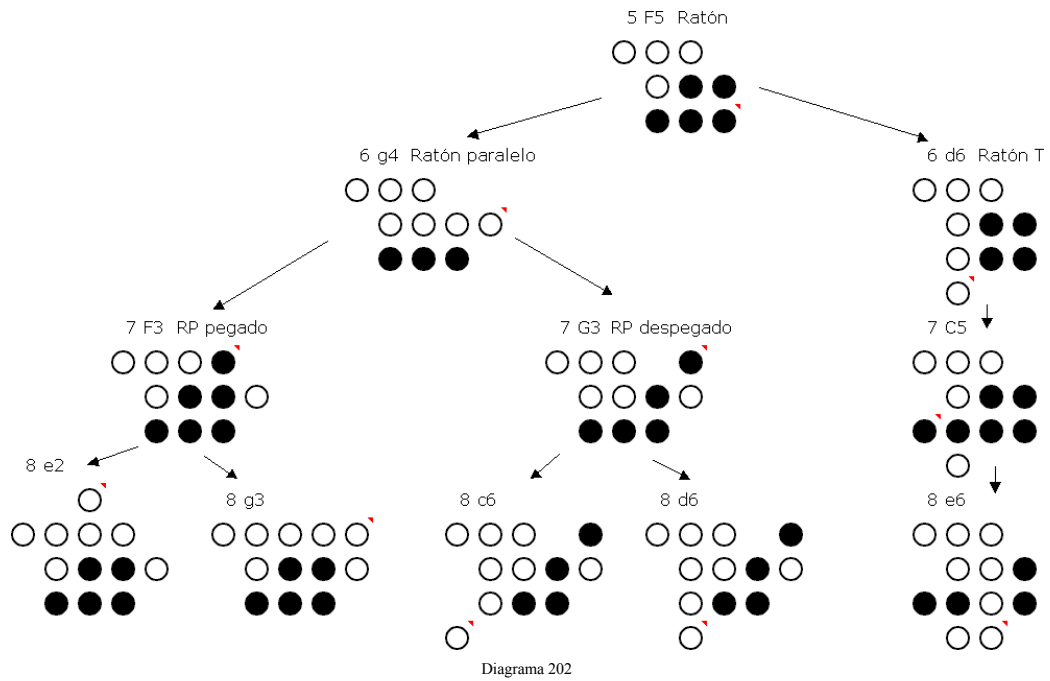 5 F5 Ratón
6 g4 Ratón paralelo
6 d6 Ratón T
7 F3 RP pegado
7 G3 RP despegado
7 C5
8 e2
8 g3
8 c6
8 d6
8 e6
Diagrama 202